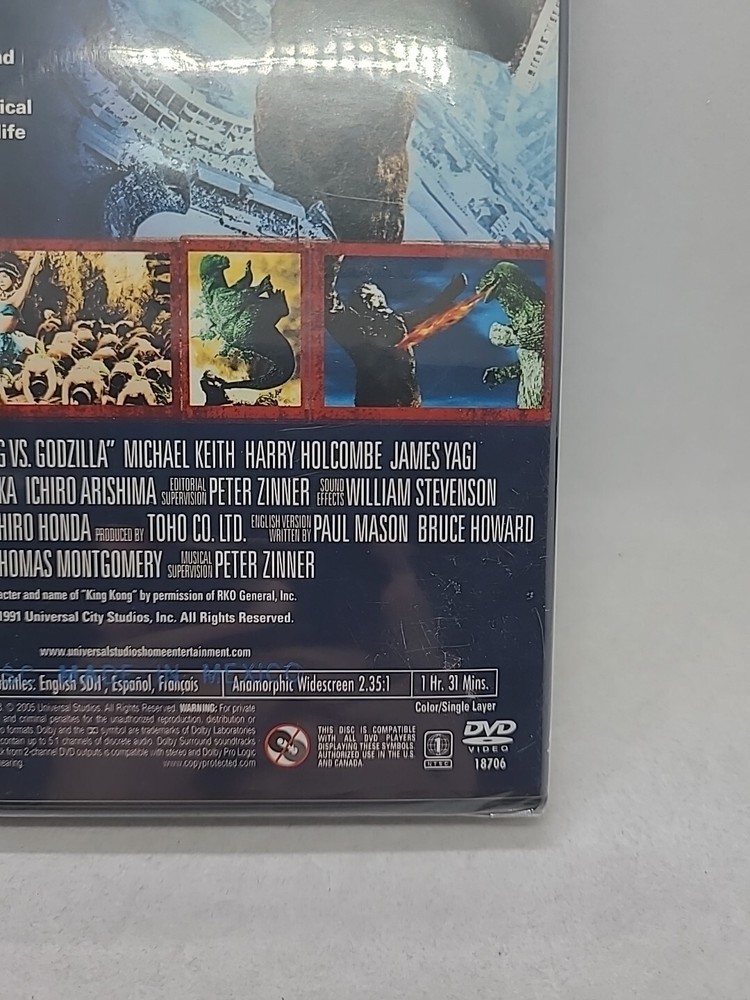 ical
life
G VS. GODZILLA" MICHAEL KEITH HARRY HOLCOMBE JAMES YAGI
KA ICHIRO ARISHIMA EDITORIAL SUPERVISION PETER ZINNER SOUND EFFECTS WILLIAM STEVENSON
HIRO HONDA PRODUCED BY TOHO CO. LTD. ENGLISH VERSION WRITTEN BY PAUL MASON BRUCE HOWARD
HOMAS MONTGOMERY MUSICAL SUPERVISION PETER ZINNER
acter and name of "King Kong" by permission of RKO General, Inc.
1991 Universal City Studios, Inc. All Rights Reserved.
www.universalstudioshomeentertainment.com
MADE IN MEXICO
btitles: English SDH, Español, Français Anamorphic Widescreen 2.35:1 1 Hr. 31 Mins.
Color/Single Layer
© 2005 Universal Studios. All Rights Reserved. WARNING: For private
and criminal penalties for the unauthorized reproduction, distribution or
formats. Dolby and the symbol are trademarks of Dolby Laboratories
contain up to 5.1 channels of discrete audio. Dolby Surround soundtracks
k from 2-channel DVD outputs is compatible with stereo and Dolby Pro Logic
earing. www.copyprotected.com
THIS DISC IS COMPATIBLE
WITH ALL DVD PLAYERS
DISPLAYING THESE SYMBOLS.
AUTHORIZED USE IN THE U.S.
AND CANADA.
1
NTSC
DVD
VIDEO
18706